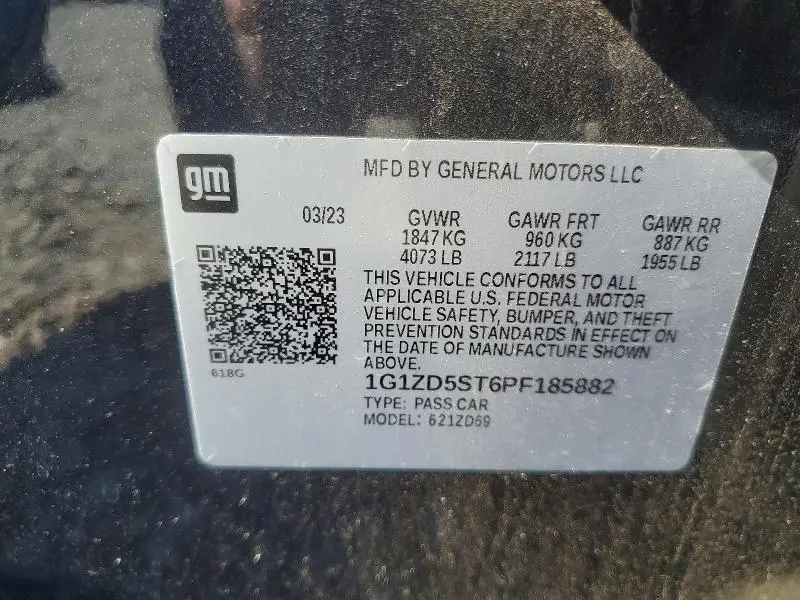 gm
MFD BY GENERAL MOTORS LLC
03/23 GVWR GAWR FRT GAWR RR
1847 KG 960 KG 887 KG
4073 LB 2117 LB 1955 LB
THIS VEHICLE CONFORMS TO ALL
APPLICABLE U.S. FEDERAL MOTOR
VEHICLE SAFETY, BUMPER, AND THEFT
PREVENTION STANDARDS IN EFFECT ON
THE DATE OF MANUFACTURE SHOWN
ABOVE.
618G
1G1ZD5ST6PF185882
TYPE: PASS CAR
MODEL: 621ZD69